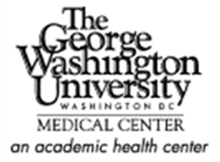 The
George
Washington
University
WASHINGTON DC
MEDICAL CENTER
an academic health center